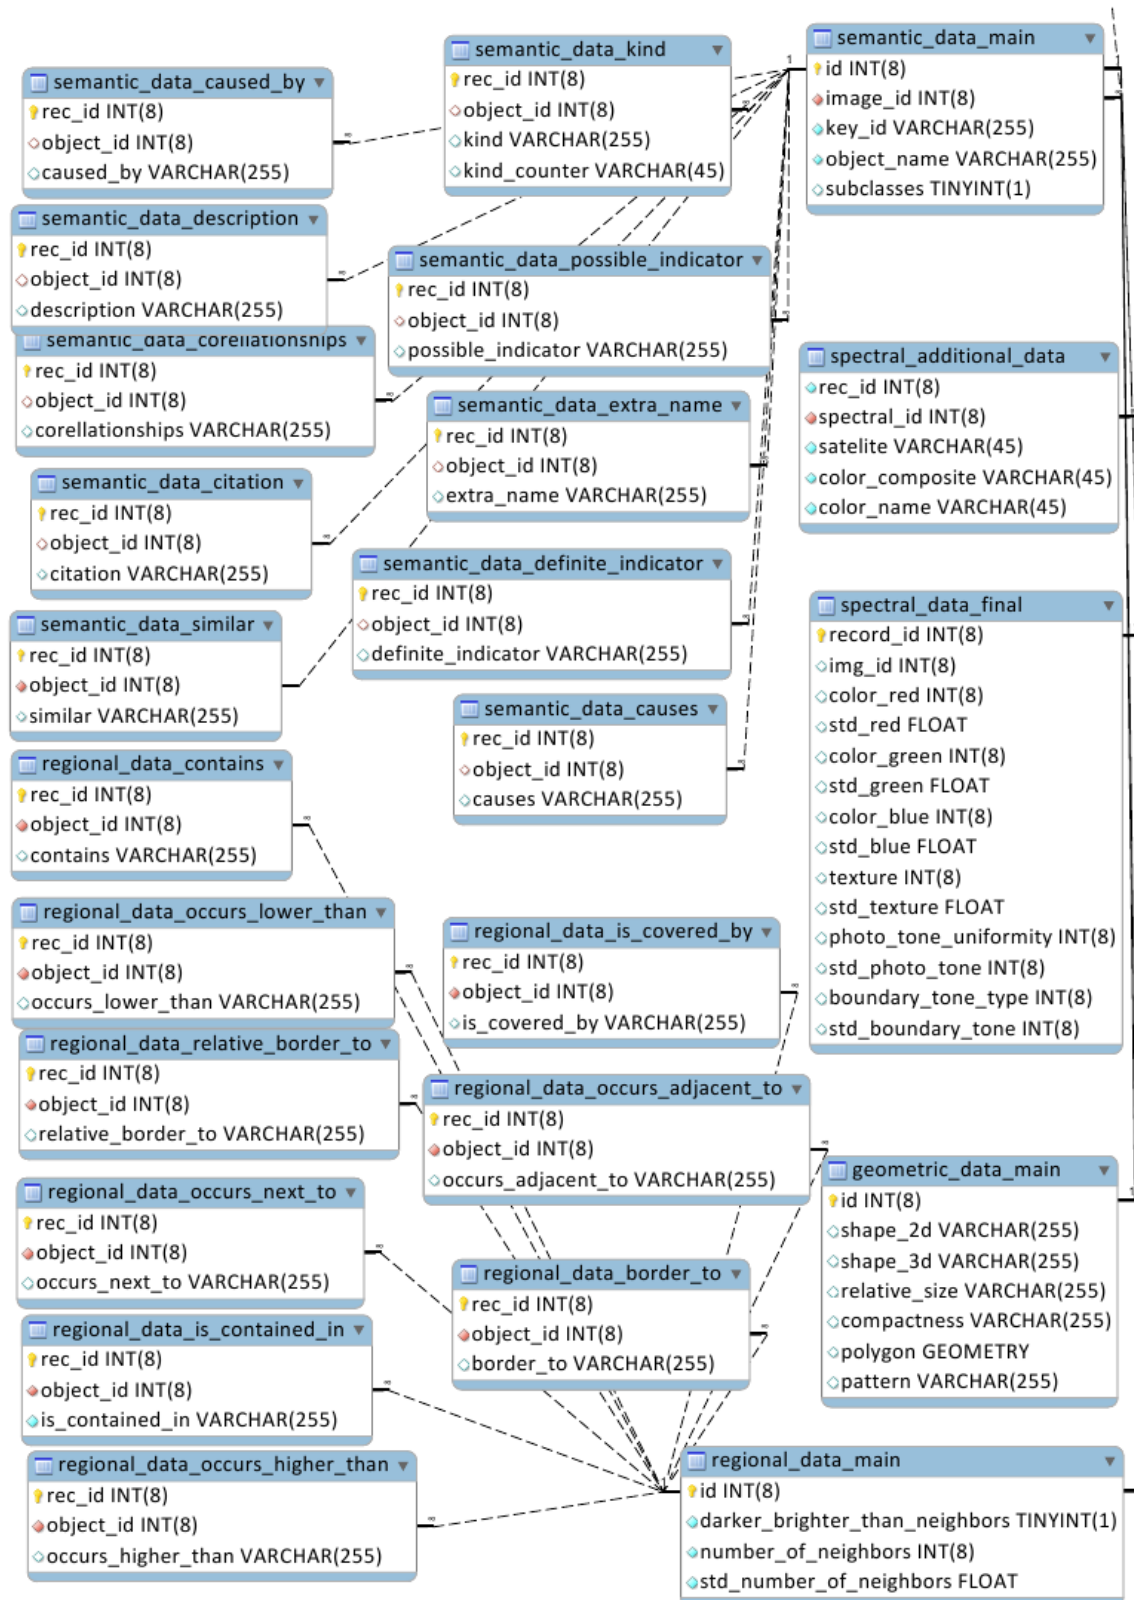 semantic_data_caused_by
rec_id INT(8)
object_id INT(8)
caused_by VARCHAR(255)
semantic_data_kind
rec_id INT(8)
object_id INT(8)
kind VARCHAR(255)
kind_counter VARCHAR(45)
semantic_data_main
id INT(8)
image_id INT(8)
key_id VARCHAR(255)
object_name VARCHAR(255)
subclasses TINYINT(1)
semantic_data_description
rec_id INT(8)
object_id INT(8)
description VARCHAR(255)
semantic_data_possible_indicator
rec_id INT(8)
object_id INT(8)
possible_indicator VARCHAR(255)
semantic_data_corellationships
rec_id INT(8)
object_id INT(8)
corellationships VARCHAR(255)
spectral_additional_data
rec_id INT(8)
spectral_id INT(8)
satelite VARCHAR(45)
color_composite VARCHAR(45)
color_name VARCHAR(45)
semantic_data_extra_name
rec_id INT(8)
object_id INT(8)
extra_name VARCHAR(255)
semantic_data_citation
rec_id INT(8)
object_id INT(8)
citation VARCHAR(255)
semantic_data_definite_indicator
rec_id INT(8)
object_id INT(8)
definite_indicator VARCHAR(255)
spectral_data_final
record_id INT(8)
img_id INT(8)
color_red INT(8)
std_red FLOAT
color_green INT(8)
std_green FLOAT
color_blue INT(8)
std_blue FLOAT
texture INT(8)
std_texture FLOAT
photo_tone_uniformity INT(8)
std_photo_tone INT(8)
boundary_tone_type INT(8)
std_boundary_tone INT(8)
semantic_data_similar
rec_id INT(8)
object_id INT(8)
similar VARCHAR(255)
semantic_data_causes
rec_id INT(8)
object_id INT(8)
causes VARCHAR(255)
regional_data_contains
rec_id INT(8)
object_id INT(8)
contains VARCHAR(255)
regional_data_occurs_lower_than
rec_id INT(8)
object_id INT(8)
occurs_lower_than VARCHAR(255)
regional_data_is_covered_by
rec_id INT(8)
object_id INT(8)
is_covered_by VARCHAR(255)
regional_data_relative_border_to
rec_id INT(8)
object_id INT(8)
relative_border_to VARCHAR(255)
regional_data_occurs_adjacent_to
rec_id INT(8)
object_id INT(8)
occurs_adjacent_to VARCHAR(255)
geometric_data_main
id INT(8)
shape_2d VARCHAR(255)
shape_3d VARCHAR(255)
relative_size VARCHAR(255)
compactness VARCHAR(255)
polygon GEOMETRY
pattern VARCHAR(255)
regional_data_occurs_next_to
rec_id INT(8)
object_id INT(8)
occurs_next_to VARCHAR(255)
regional_data_border_to
rec_id INT(8)
object_id INT(8)
border_to VARCHAR(255)
regional_data_is_contained_in
rec_id INT(8)
object_id INT(8)
is_contained_in VARCHAR(255)
regional_data_occurs_higher_than
rec_id INT(8)
object_id INT(8)
occurs_higher_than VARCHAR(255)
regional_data_main
id INT(8)
darker_brighter_than_neighbors TINYINT(1)
number_of_neighbors INT(8)
std_number_of_neighbors FLOAT